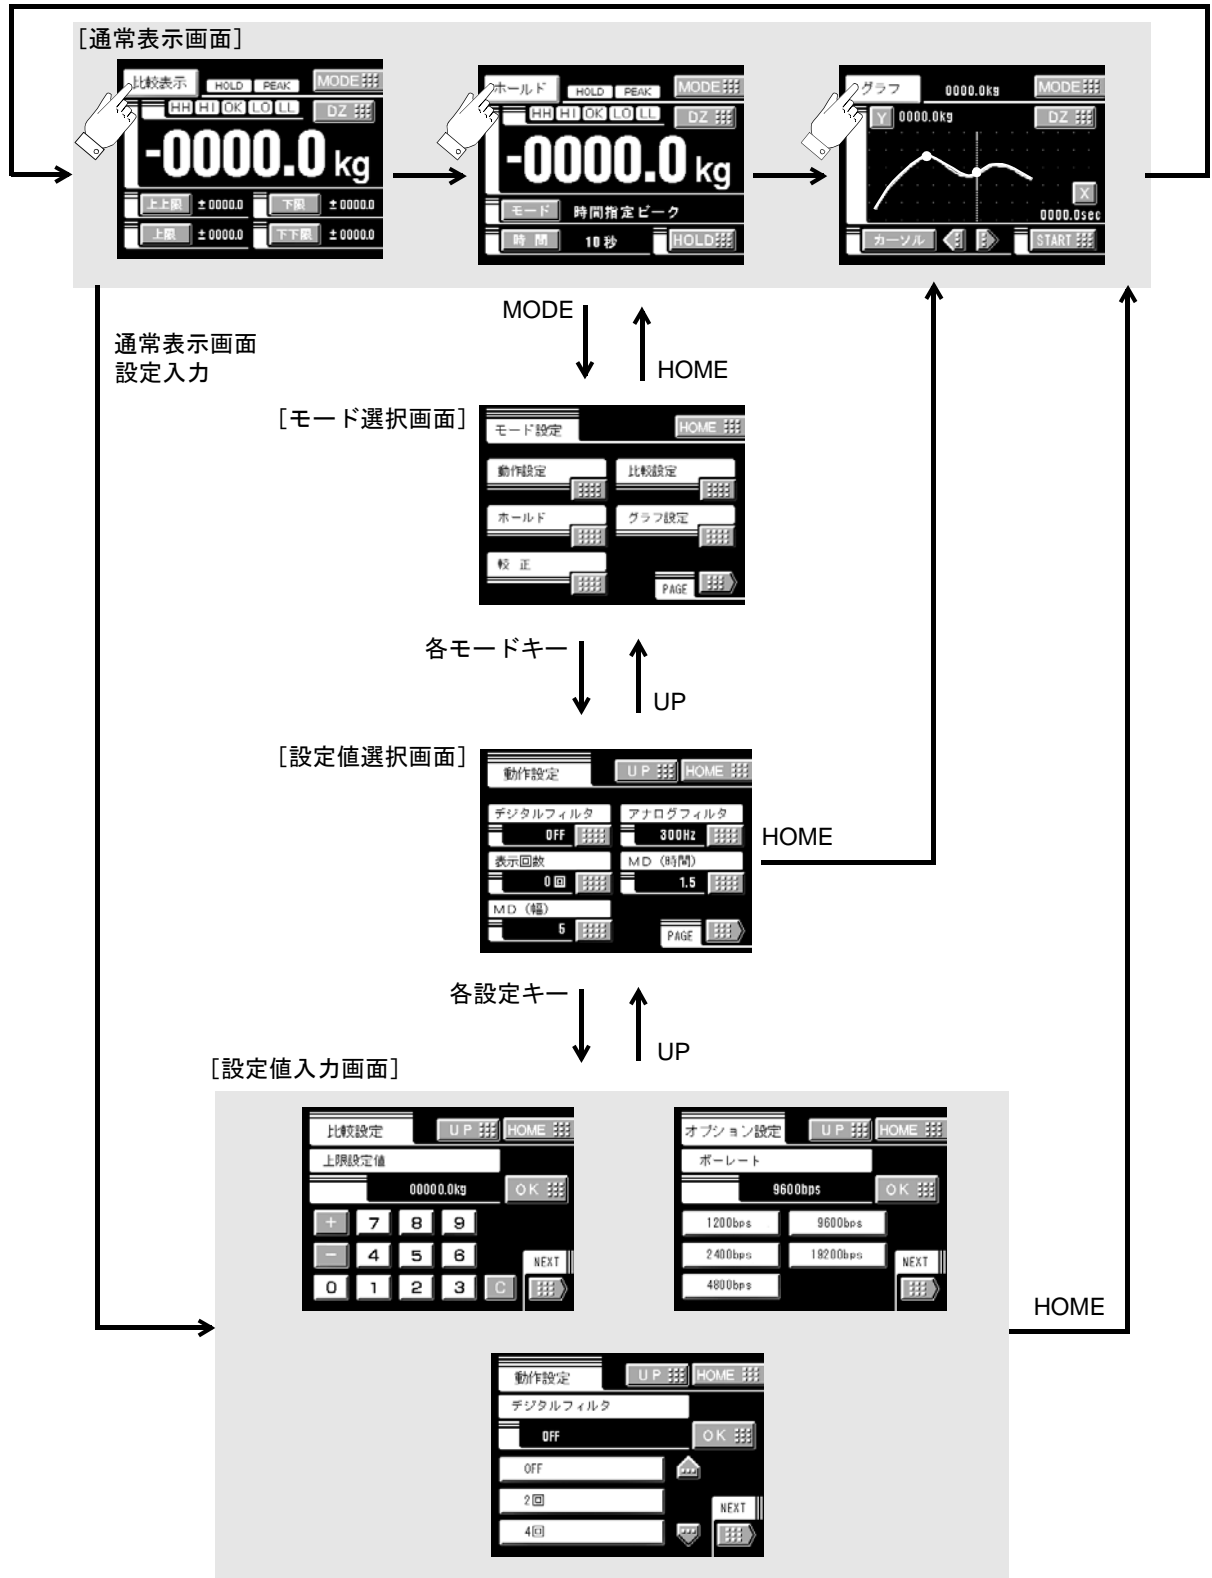 ［通常表示画面］
比較表示
HOLD PEAK
MODE
HH HI OK LO LL
DZ
-0000.0 kg
上上限 ±0000.0 下限 ±0000.0
上限 ±0000.0 下下限 ±0000.0
ホールド
HOLD PEAK
MODE
HH HI OK LO LL
DZ
-0000.0 kg
モード 時間指定ピーク
時 間 10秒 HOLD
グラフ 0000.0kg MODE
Y 0000.0kg DZ
X
0000.0sec
カーソル START
通常表示画面
設定入力
MODE
HOME
［モード選択画面］
モード設定 HOME
動作設定 比較設定
ホールド グラフ設定
較 正
PAGE
各モードキー
UP
［設定値選択画面］
動作設定 UP HOME
デジタルフィルタ アナログフィルタ
OFF 300Hz
表示回数 MD（時間）
0回 1.5
MD（幅）
5
PAGE
HOME
各設定キー
UP
［設定値入力画面］
比較設定 UP HOME
上限設定値
00000.0kg OK
+ 7 8 9
- 4 5 6
NEXT
0 1 2 3 C
オプション設定 UP HOME
ボーレート
9600bps OK
1200bps 9600bps
2400bps 19200bps
NEXT
4800bps
HOME
動作設定 UP HOME
デジタルフィルタ
OFF OK
OFF
2回
NEXT
4回